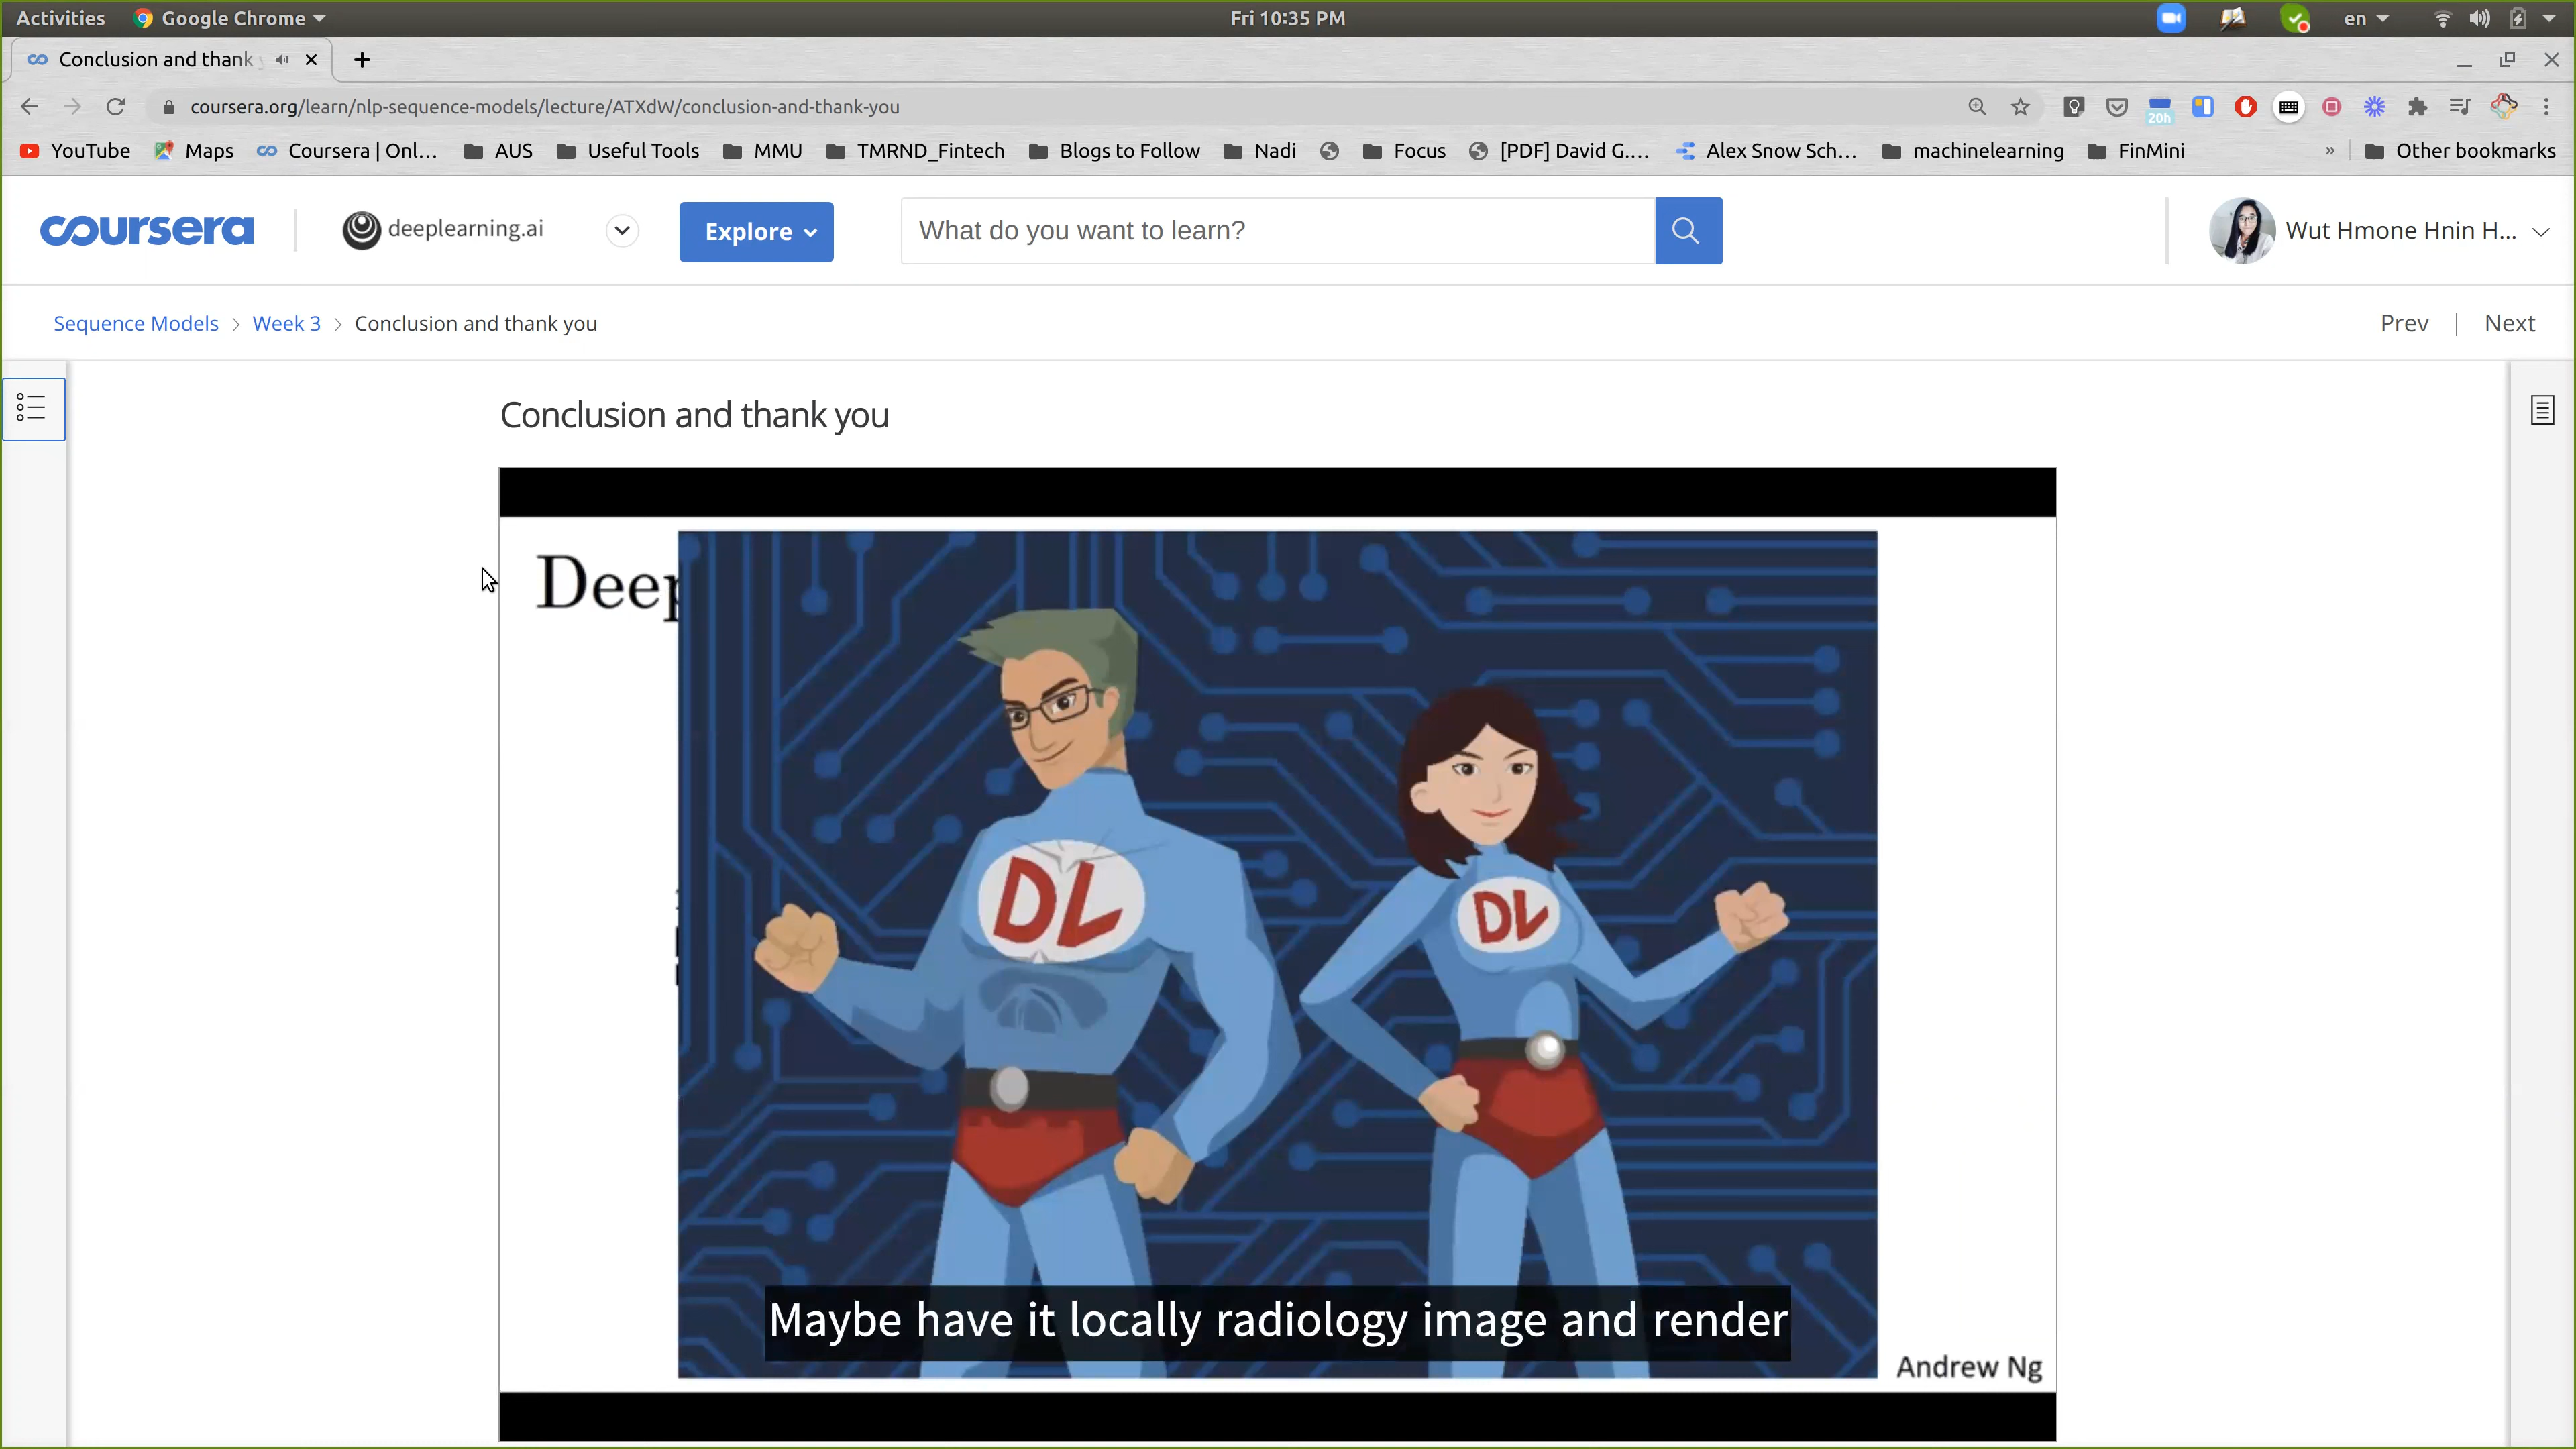 Activities
Google Chrome
Fri 10:35 PM
en
Conclusion and thank
coursera.org/learn/nlp-sequence-models/lecture/ATXdW/conclusion-and-thank-you
20h
YouTube
Maps
Coursera | Onl...
AUS
Useful Tools
MMU
TMRND_Fintech
Blogs to Follow
Nadi
Focus
[PDF] David G....
Alex Snow Sch...
machinelearning
FinMini
»
Other bookmarks
coursera
deeplearning.ai
Explore
What do you want to learn?
Wut Hmone Hnin H...
Sequence Models > Week 3 > Conclusion and thank you
Prev | Next
Conclusion and thank you
Deep
DL
DL
Maybe have it locally radiology image and render
Andrew Ng